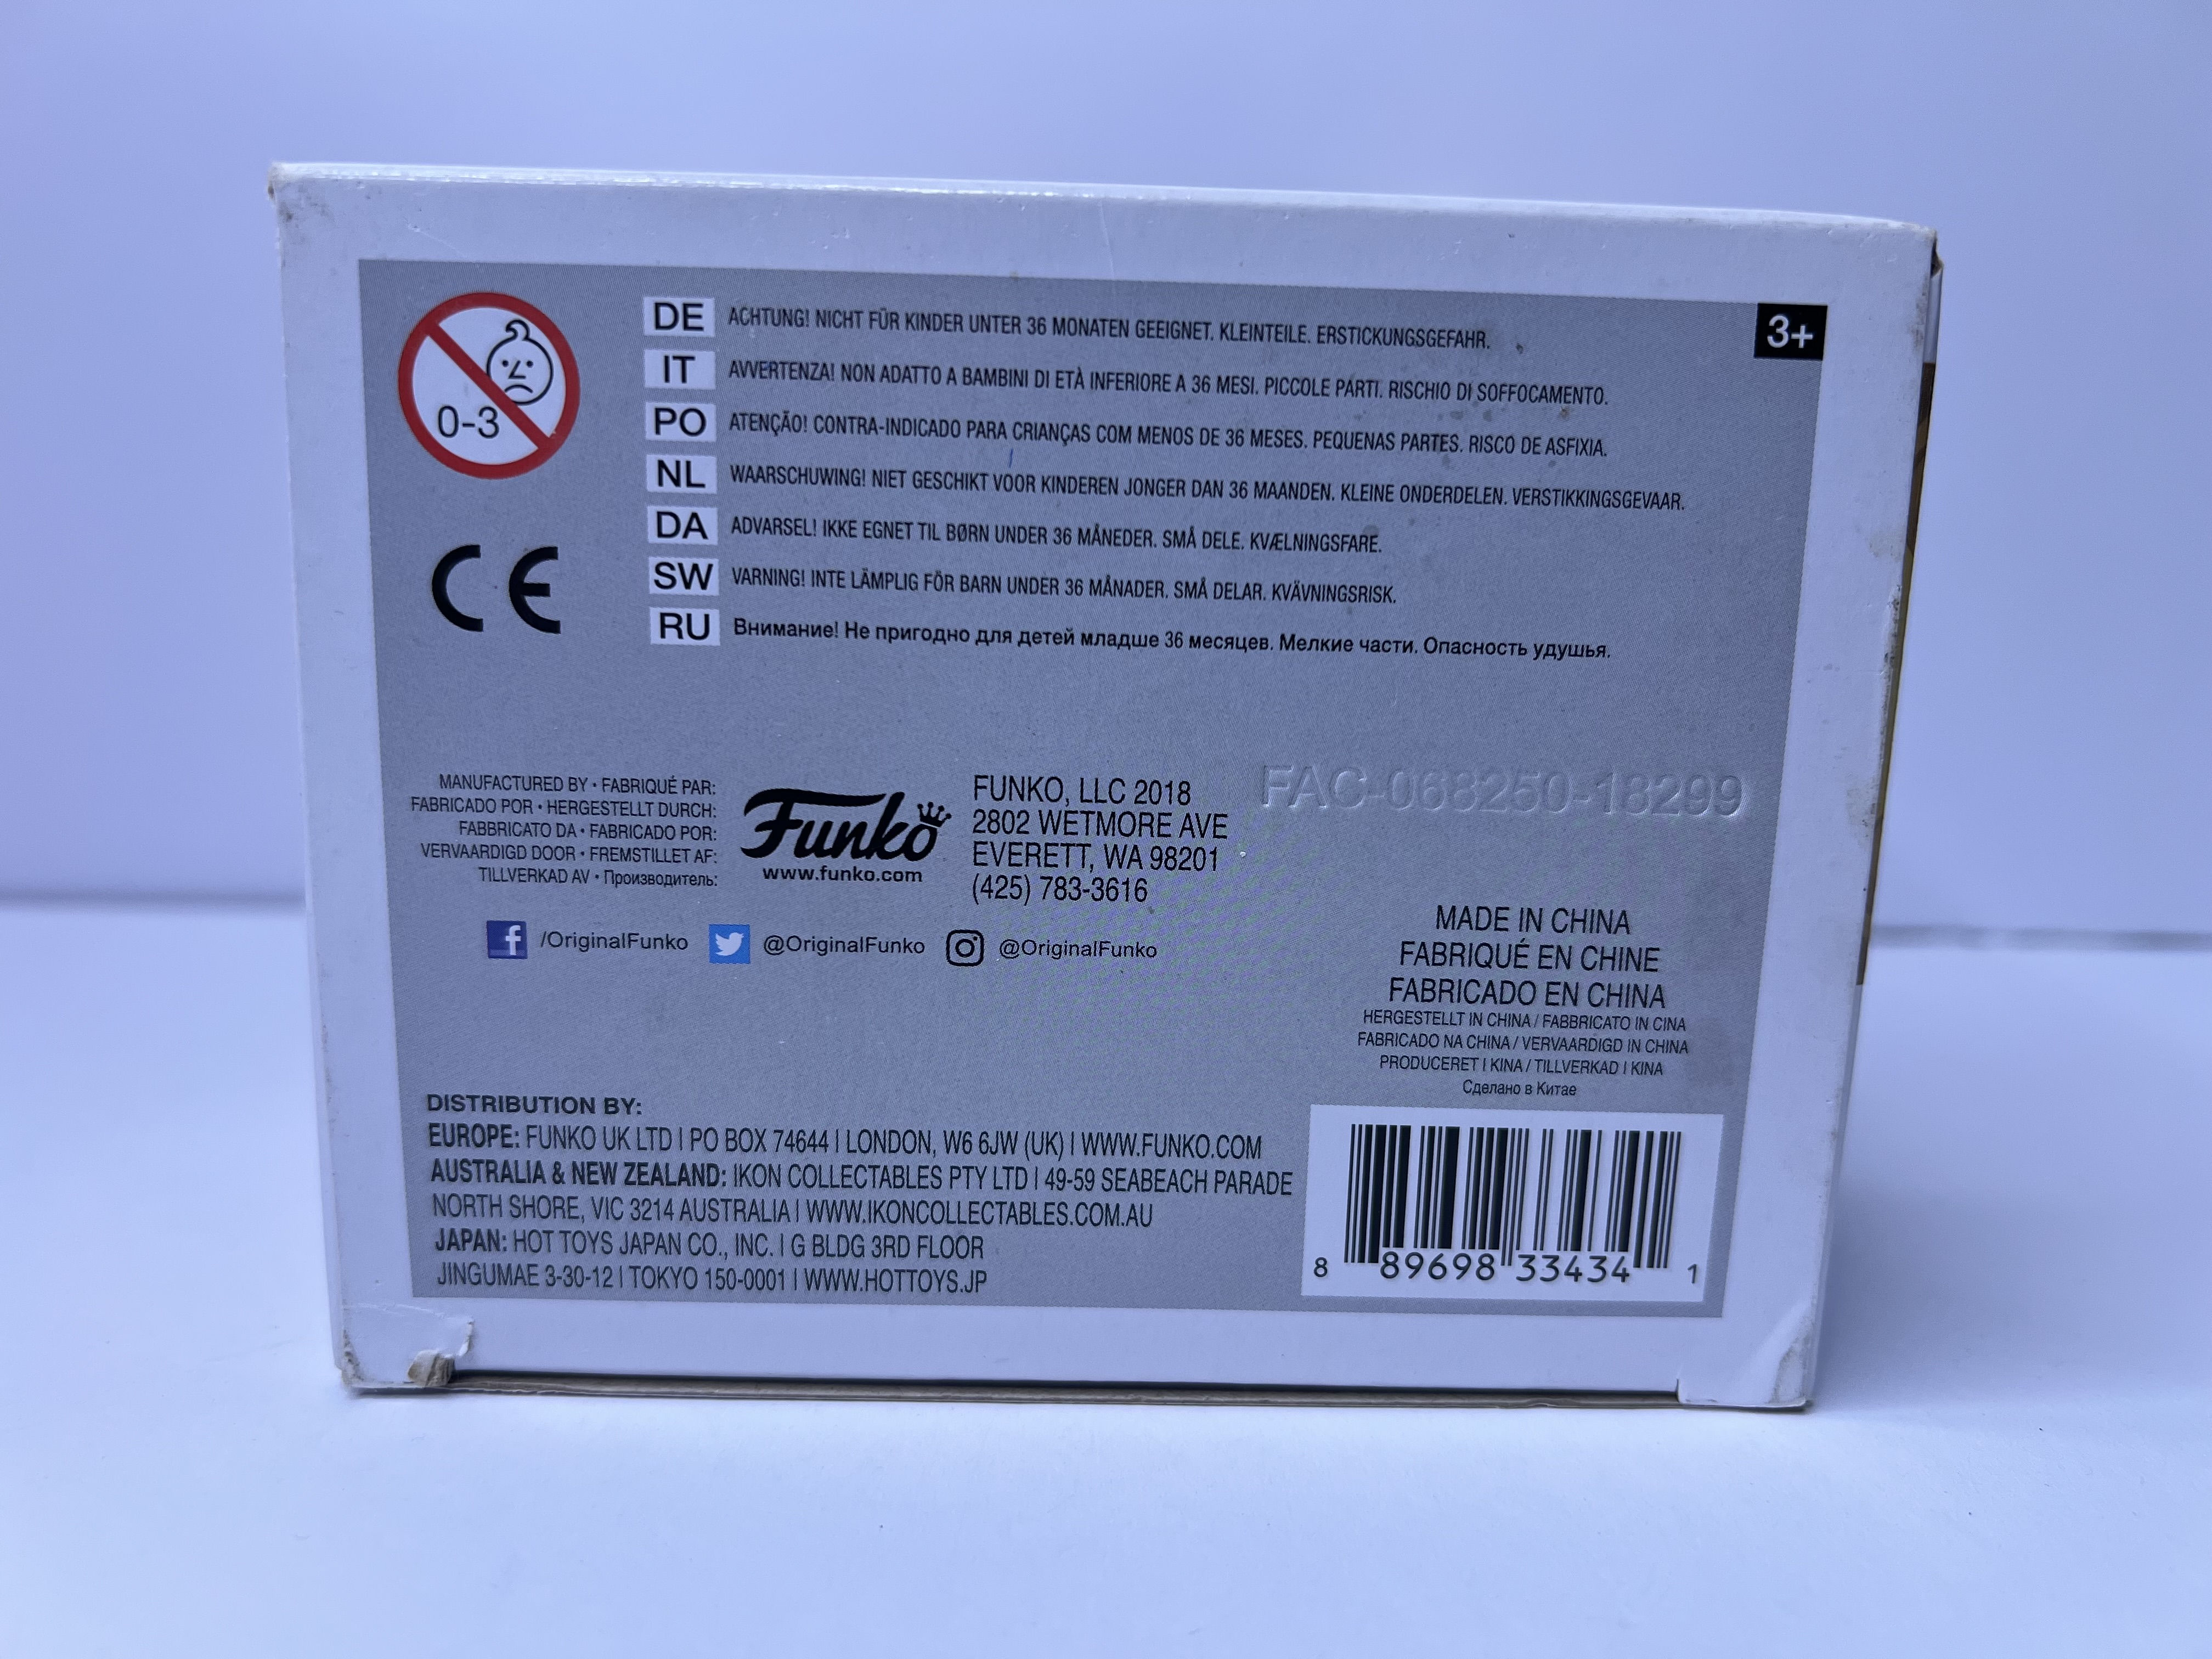 0-3
DE ACHTUNG! NICHT FÜR KINDER UNTER 36 MONATEN GEEIGNET. KLEINTEILE. ERSTICKUNGSGEFAHR.
IT AVVERTENZA! NON ADATTO A BAMBINI DI ETÀ INFERIORE A 36 MESI. PICCOLE PARTI. RISCHIO DI SOFFOCAMENTO.
PO ATENÇÃO! CONTRA-INDICADO PARA CRIANÇAS COM MENOS DE 36 MESES. PEQUENAS PARTES. RISCO DE ASFIXIA.
NL WAARSCHUWING! NIET GESCHIKT VOOR KINDEREN JONGER DAN 36 MAANDEN. KLEINE ONDERDELEN. VERSTIKKINGSGEVAAR.
DA ADVARSEL! IKKE EGNET TIL BØRN UNDER 36 MÅNEDER. SMÅ DELE. KVÆLNINGSFARE.
SW VARNING! INTE LÄMPLIG FÖR BARN UNDER 36 MÅNADER. SMÅ DELAR. KVÄVNINGSRISK.
RU Внимание! Не пригодно для детей младше 36 месяцев. Мелкие части. Опасность удушья.
3+
CE
MANUFACTURED BY • FABRIQUÉ PAR:
FABRICADO POR • HERGESTELLT DURCH:
FABBRICATO DA • FABRICADO POR:
VERVAARDIGD DOOR • FREMSTILLET AF:
TILLVERKAD AV • Производитель:
Funko
www.funko.com
FUNKO, LLC 2018
2802 WETMORE AVE
EVERETT, WA 98201
(425) 783-3616
FAC-068250-18299
f /OriginalFunko @OriginalFunko @OriginalFunko
MADE IN CHINA
FABRIQUÉ EN CHINE
FABRICADO EN CHINA
HERGESTELLT IN CHINA / FABBRICATO IN CINA
FABRICADO NA CHINA / VERVAARDIGD IN CHINA
PRODUCERET I KINA / TILLVERKAD I KINA
Сделано в Китае
DISTRIBUTION BY:
EUROPE: FUNKO UK LTD | PO BOX 74644 | LONDON, W6 6JW (UK) | WWW.FUNKO.COM
AUSTRALIA & NEW ZEALAND: IKON COLLECTABLES PTY LTD | 49-59 SEABEACH PARADE
NORTH SHORE, VIC 3214 AUSTRALIA | WWW.IKONCOLLECTABLES.COM.AU
JAPAN: HOT TOYS JAPAN CO., INC. | G BLDG 3RD FLOOR
JINGUMAE 3-30-12 | TOKYO 150-0001 | WWW.HOTTOYS.JP
8 89698 33434 1